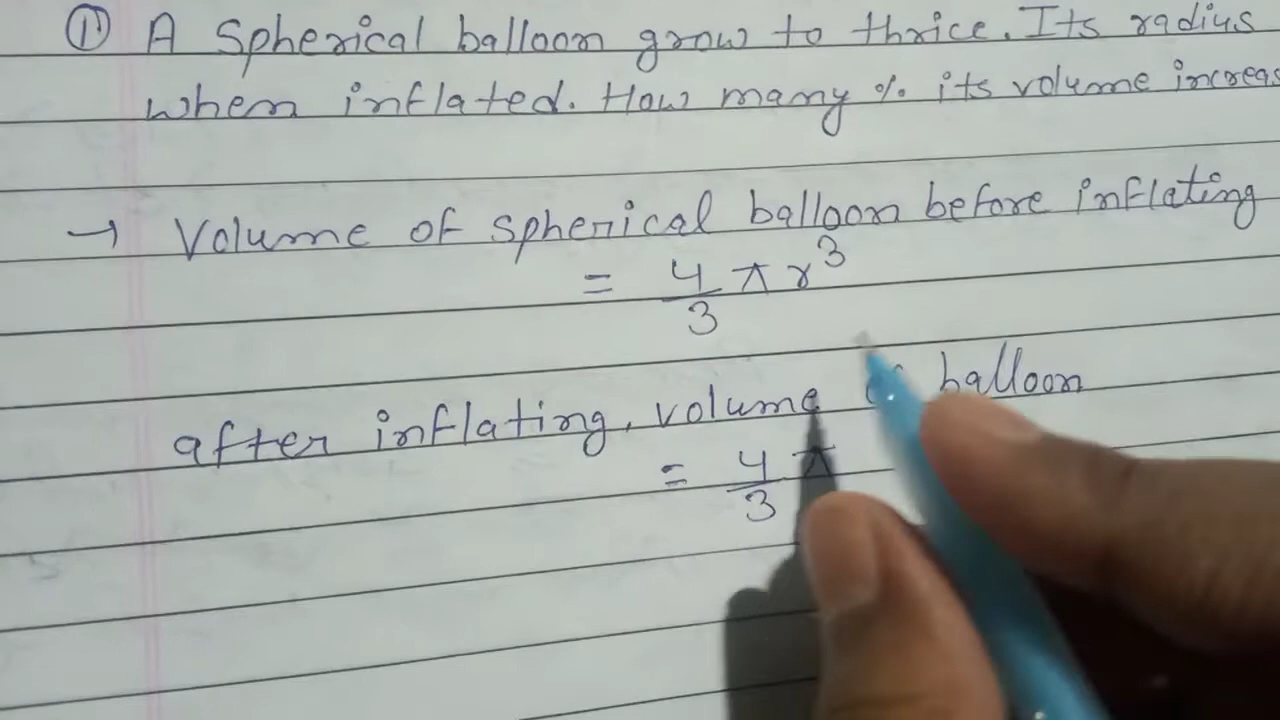 ① A Spherical balloon grow to thrice. Its radius
when inflated. How many % its volume increas
→ Volume of spherical balloon before inflating
= 4/3 π r³
after inflating, volume balloon
= 4/3 π